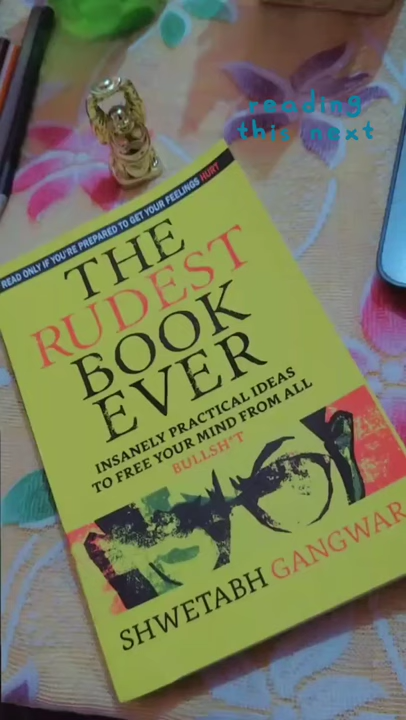 reading
this next
READ ONLY IF YOU'RE PREPARED TO GET YOUR FEELINGS HURT
THE
RUDEST
BOOK
EVER
INSANELY PRACTICAL IDEAS
TO FREE YOUR MIND FROM ALL
BULLSH*T
SHWETABH GANGWAR